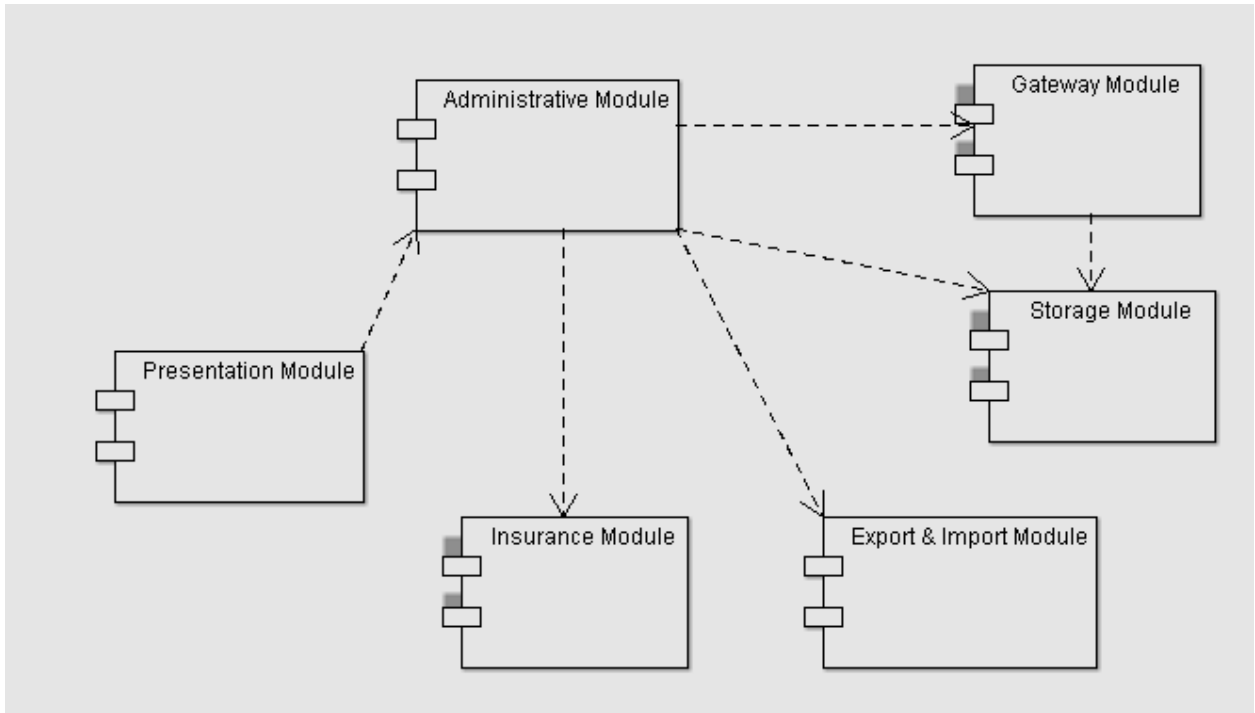 Administrative Module
Gateway Module
Storage Module
Presentation Module
Insurance Module
Export & Import Module